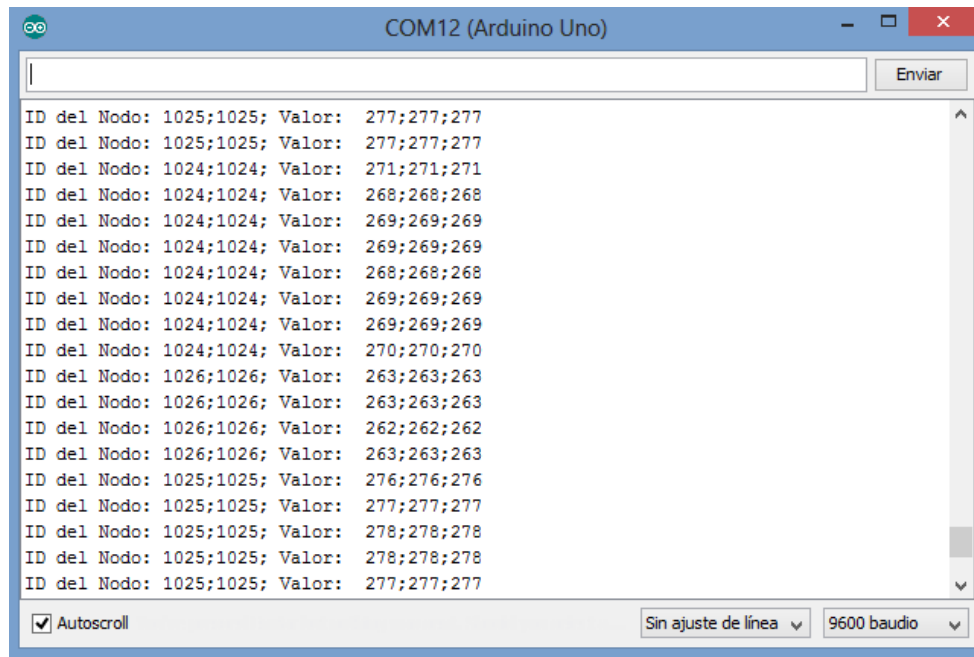 COM12 (Arduino Uno)
Enviar
ID del Nodo: 1025;1025; Valor:  277;277;277
ID del Nodo: 1025;1025; Valor:  277;277;277
ID del Nodo: 1024;1024; Valor:  271;271;271
ID del Nodo: 1024;1024; Valor:  268;268;268
ID del Nodo: 1024;1024; Valor:  269;269;269
ID del Nodo: 1024;1024; Valor:  269;269;269
ID del Nodo: 1024;1024; Valor:  268;268;268
ID del Nodo: 1024;1024; Valor:  269;269;269
ID del Nodo: 1024;1024; Valor:  269;269;269
ID del Nodo: 1024;1024; Valor:  270;270;270
ID del Nodo: 1026;1026; Valor:  263;263;263
ID del Nodo: 1026;1026; Valor:  263;263;263
ID del Nodo: 1026;1026; Valor:  262;262;262
ID del Nodo: 1026;1026; Valor:  263;263;263
ID del Nodo: 1025;1025; Valor:  276;276;276
ID del Nodo: 1025;1025; Valor:  277;277;277
ID del Nodo: 1025;1025; Valor:  278;278;278
ID del Nodo: 1025;1025; Valor:  278;278;278
ID del Nodo: 1025;1025; Valor:  277;277;277
Autoscroll Sin ajuste de línea 9600 baudio